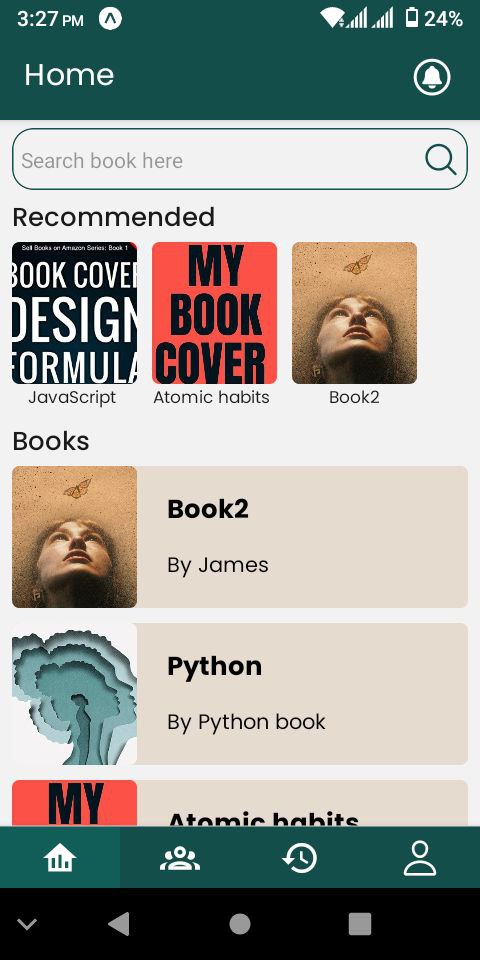 3:27 PM 24%
Home
Search book here
Recommended
Sell Books on Amazon Series: Book 1
BOOK COVER
DESIGN
FORMULA
MY
BOOK
COVER
JavaScript
Atomic habits
Book2
Books
Book2
By James
Python
By Python book
MY
Atomic habits